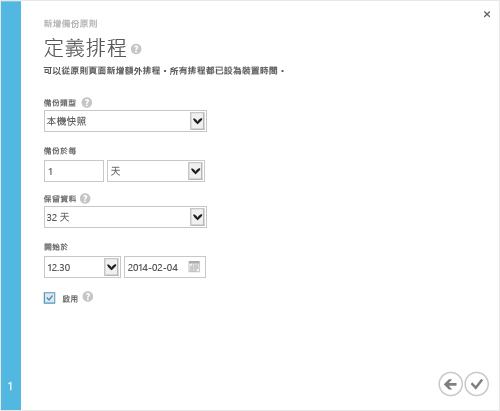 新增備份原則
定義排程 ?
可以從原則頁面新增額外排程。所有排程都已設為裝置時間。
備份類型 ?
本機快照
備份於每
1 天
保留資料 ?
32 天
開始於
12.30 2014-02-04
啟用 ?
1